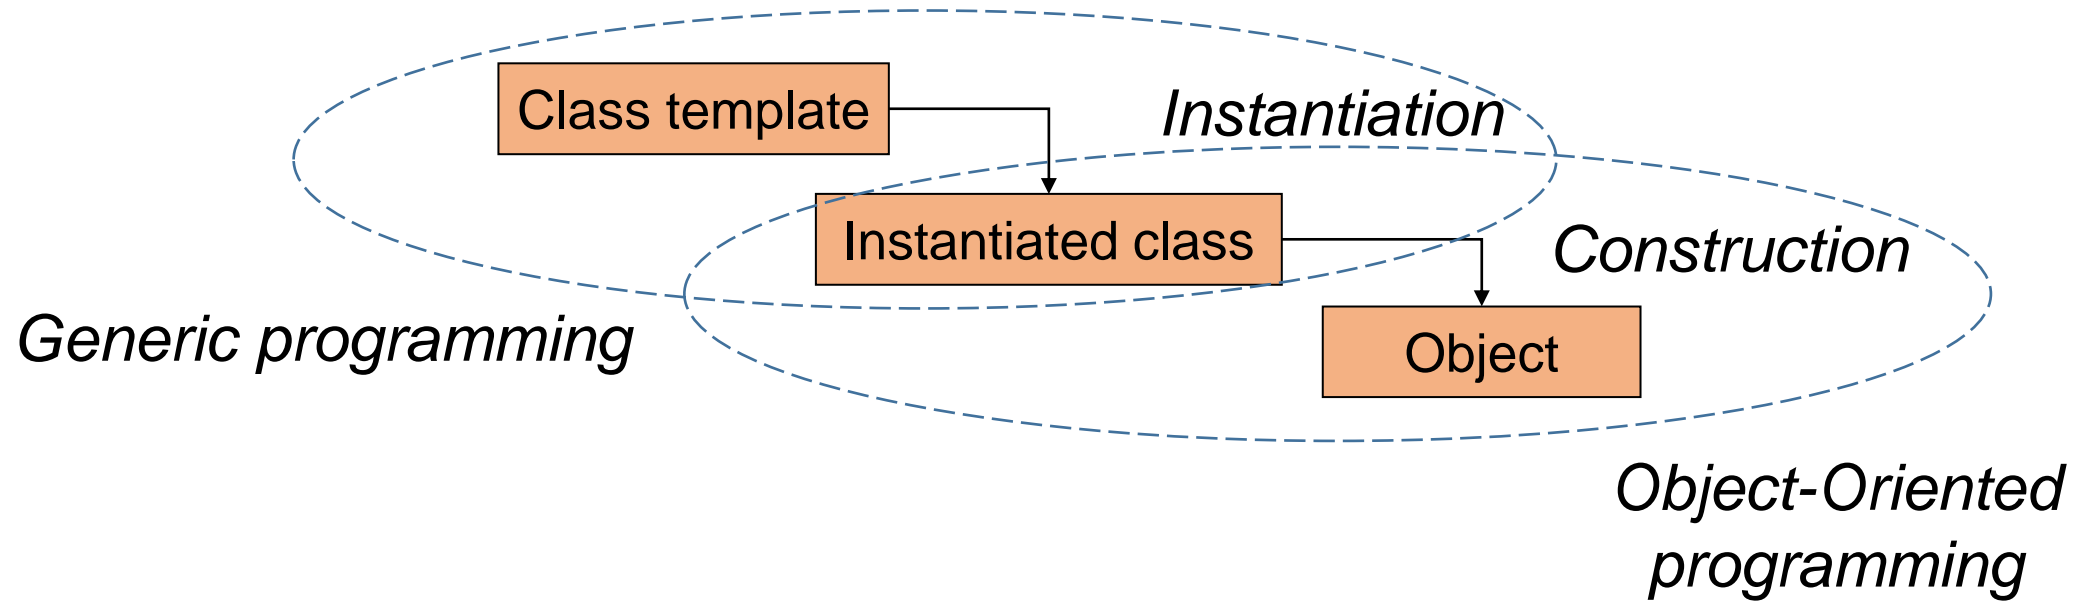 Class template
Instantiation
Instantiated class
Construction
Generic programming
Object
Object-Oriented
programming